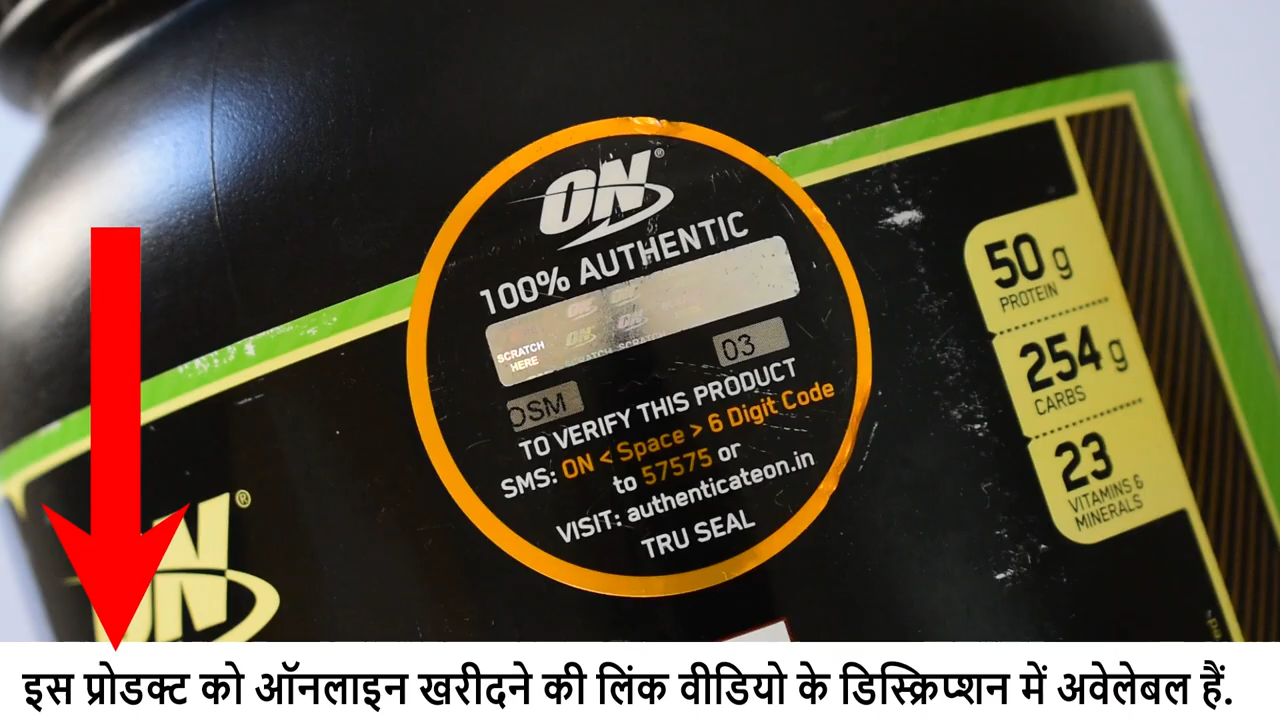 ON®
100% AUTHENTIC
SCRATCH HERE
03
OSM
TO VERIFY THIS PRODUCT
SMS: ON < Space > 6 Digit Code
to 57575 or
VISIT: authenticateon.in
TRU SEAL
50 g
PROTEIN
254 g
CARBS
23
VITAMINS &
MINERALS
ON®
इस प्रोडक्ट को ऑनलाइन खरीदने की लिंक वीडियो के डिस्क्रिप्शन में अवेलेबल हैं.